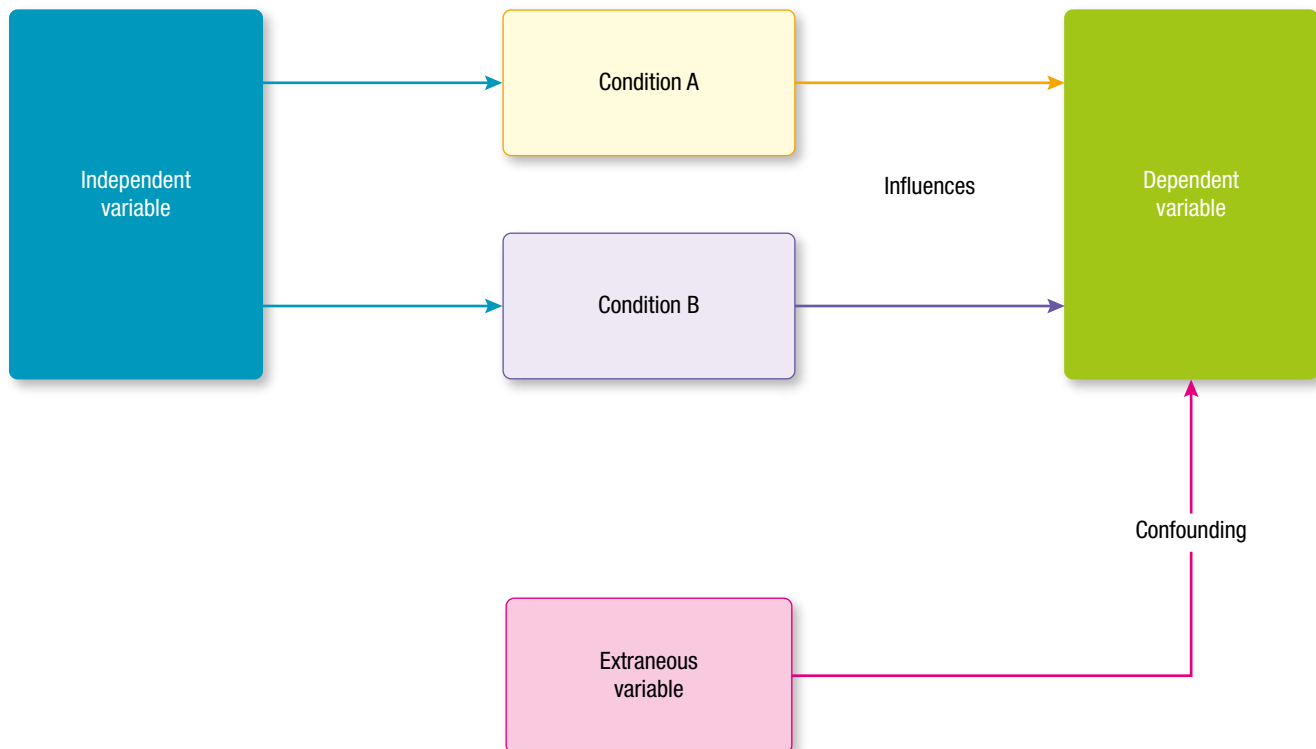 Condition A
Independent
variable
Influences
Dependent
variable
Condition B
Confounding
Extraneous
variable